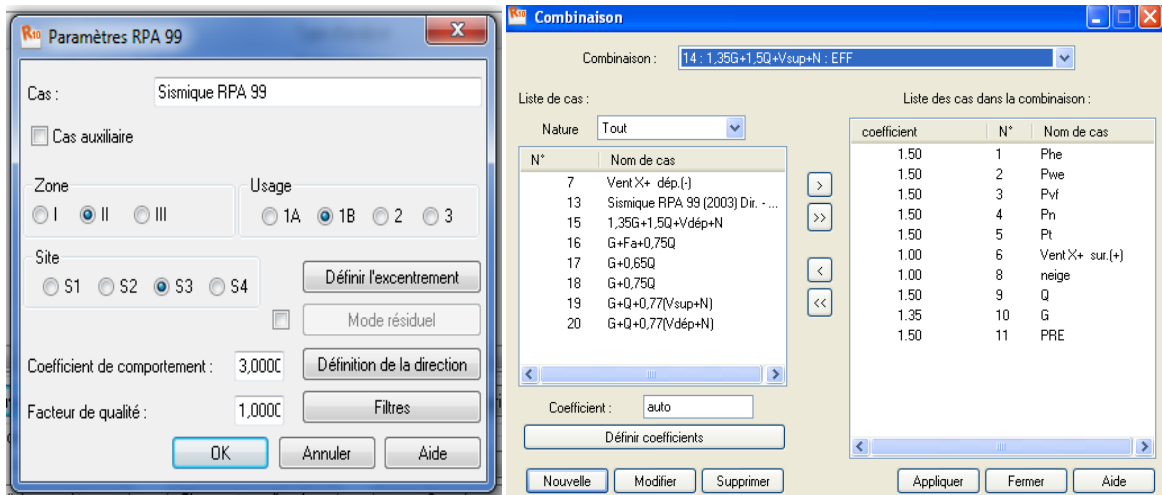 R10 Paramètres RPA 99
Cas : Sismique RPA 99
Cas auxiliaire
Zone
I II III
Usage
1A 1B 2 3
Site
S1 S2 S3 S4
Définir l'excentrement
Mode résiduel
Coefficient de comportement : 3,000
Définition de la direction
Facteur de qualité : 1,000
Filtres
OK Annuler Aide
R10 Combinaison
Combinaison : 14 : 1,35G+1,5Q+Vsup+N : EFF
Liste de cas :
Nature Tout
N° Nom de cas
7 Vent X+ dép.(-)
13 Sismique RPA 99 (2003) Dir. - ...
15 1,35G+1,5Q+Vdép+N
16 G+Fa+0,75Q
17 G+0,65Q
18 G+0,75Q
19 G+Q+0,77(Vsup+N)
20 G+Q+0,77(Vdép+N)
>
>>
<
<<
Liste des cas dans la combinaison :
coefficient N° Nom de cas
1.50 1 Phe
1.50 2 Pwe
1.50 3 Pvf
1.50 4 Pn
1.50 5 Pt
1.00 6 Vent X+ sur.(+)
1.00 8 neige
1.50 9 Q
1.35 10 G
1.50 11 PRE
Coefficient : auto
Définir coefficients
Nouvelle Modifier Supprimer
Appliquer Fermer Aide